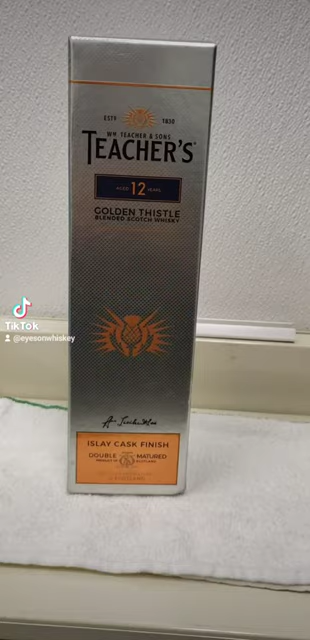 ESTD 1830
WM TEACHER & SONS
TEACHER'S
AGED 12 YEARS
GOLDEN THISTLE
BLENDED SCOTCH WHISKY
TikTok
@eyesonwhiskey
ISLAY CASK FINISH
DOUBLE MATURED